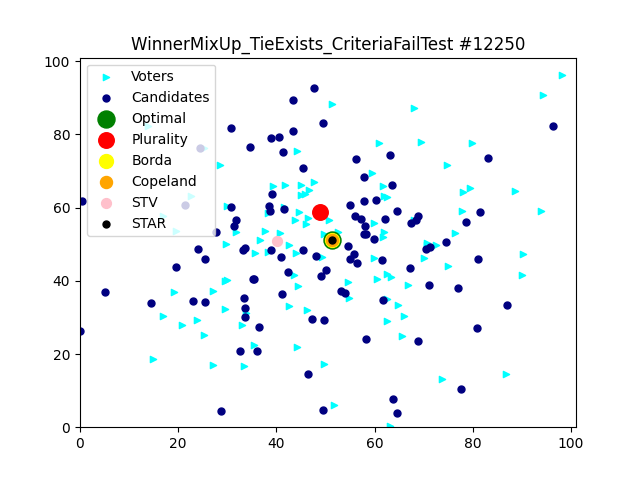 WinnerMixUp_TieExists_CriteriaFailTest #12250
100
80
60
40
20
0
Voters
Candidates
Optimal
Plurality
Borda
Copeland
STV
STAR
0 20 40 60 80 100